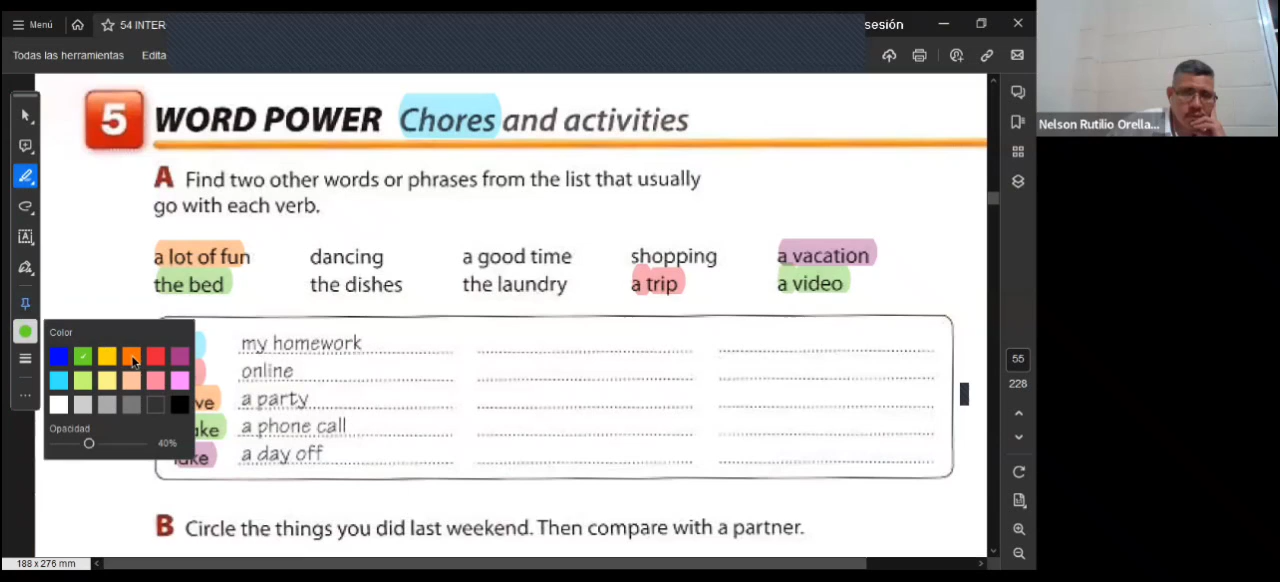 Menú
54 INTER
sesión
Todas las herramientas
Edita
Nelson Rutilio Orella...
5 WORD POWER Chores and activities
A Find two other words or phrases from the list that usually
go with each verb.
a lot of fun dancing a good time shopping a vacation
the bed the dishes the laundry a trip a video
Color
Opacidad
40%
my homework
online
a party
a phone call
a day off
B Circle the things you did last weekend. Then compare with a partner.
55
228
188 x 276 mm